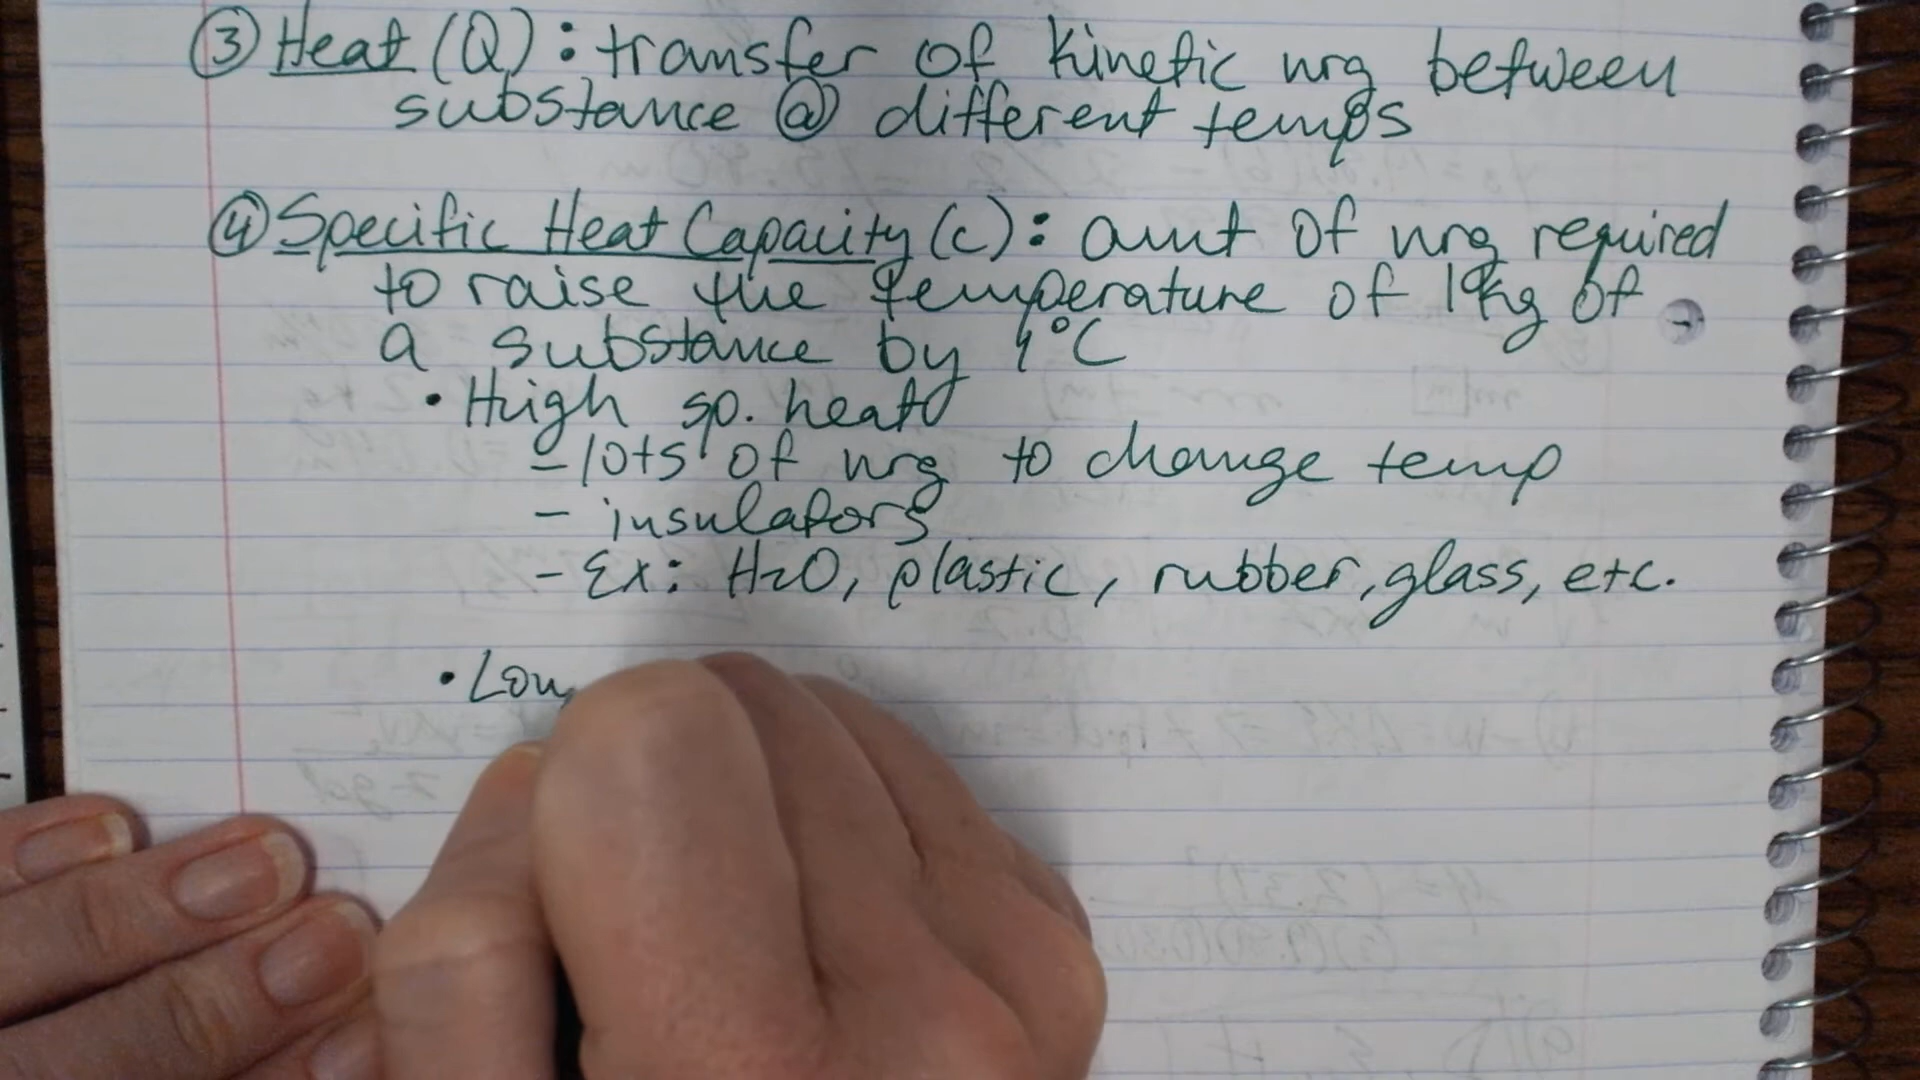 ③ Heat (Q): transfer of kinetic nrg between
substance @ different temps
④ Specific Heat Capacity (c): amt of nrg required
to raise the temperature of 1 kg of
a substance by 1°C
• High sp. heat
- lots of nrg to change temp
- insulators
- Ex: H2O, plastic, rubber, glass, etc.
• Low